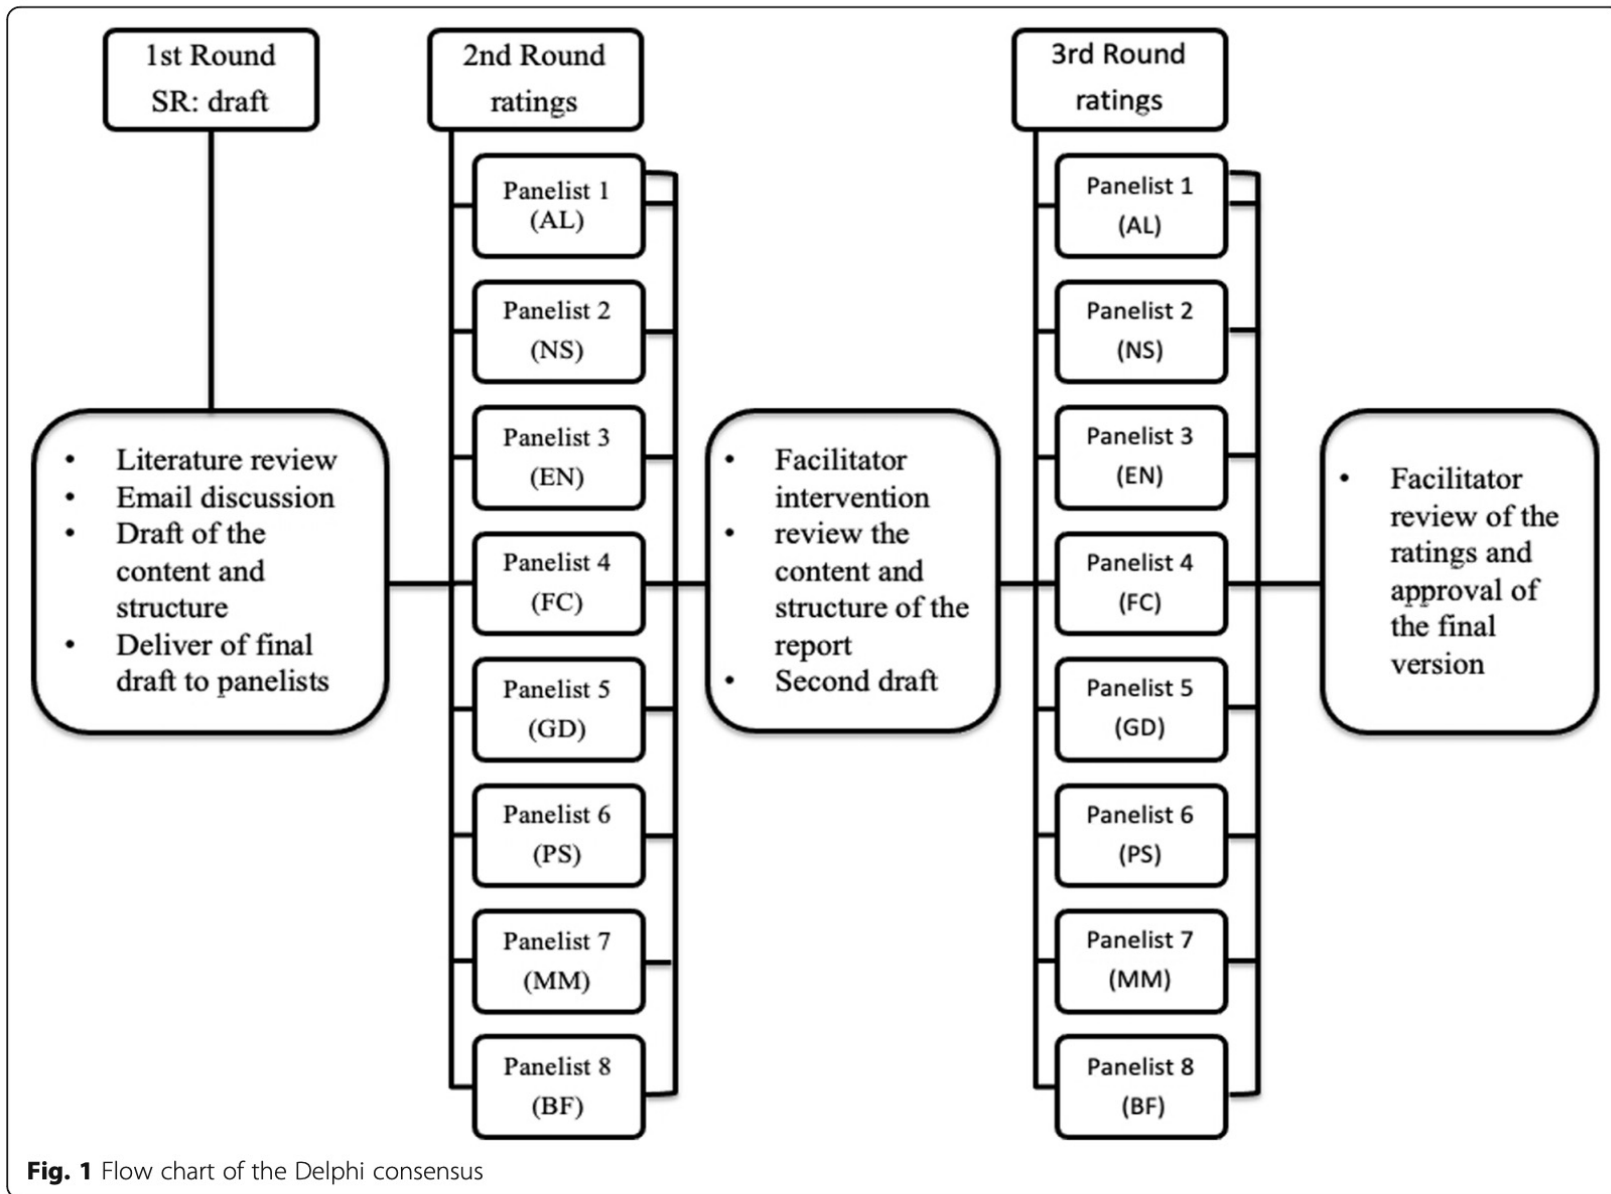 1st Round
SR: draft
• Literature review
• Email discussion
• Draft of the
content and
structure
• Deliver of final
draft to panelists
2nd Round
ratings
Panelist 1
(AL)
Panelist 2
(NS)
Panelist 3
(EN)
Panelist 4
(FC)
Panelist 5
(GD)
Panelist 6
(PS)
Panelist 7
(MM)
Panelist 8
(BF)
• Facilitator
intervention
• review the
content and
structure of the
report
• Second draft
3rd Round
ratings
Panelist 1
(AL)
Panelist 2
(NS)
Panelist 3
(EN)
Panelist 4
(FC)
Panelist 5
(GD)
Panelist 6
(PS)
Panelist 7
(MM)
Panelist 8
(BF)
• Facilitator
review of the
ratings and
approval of
the final
version
Fig. 1 Flow chart of the Delphi consensus